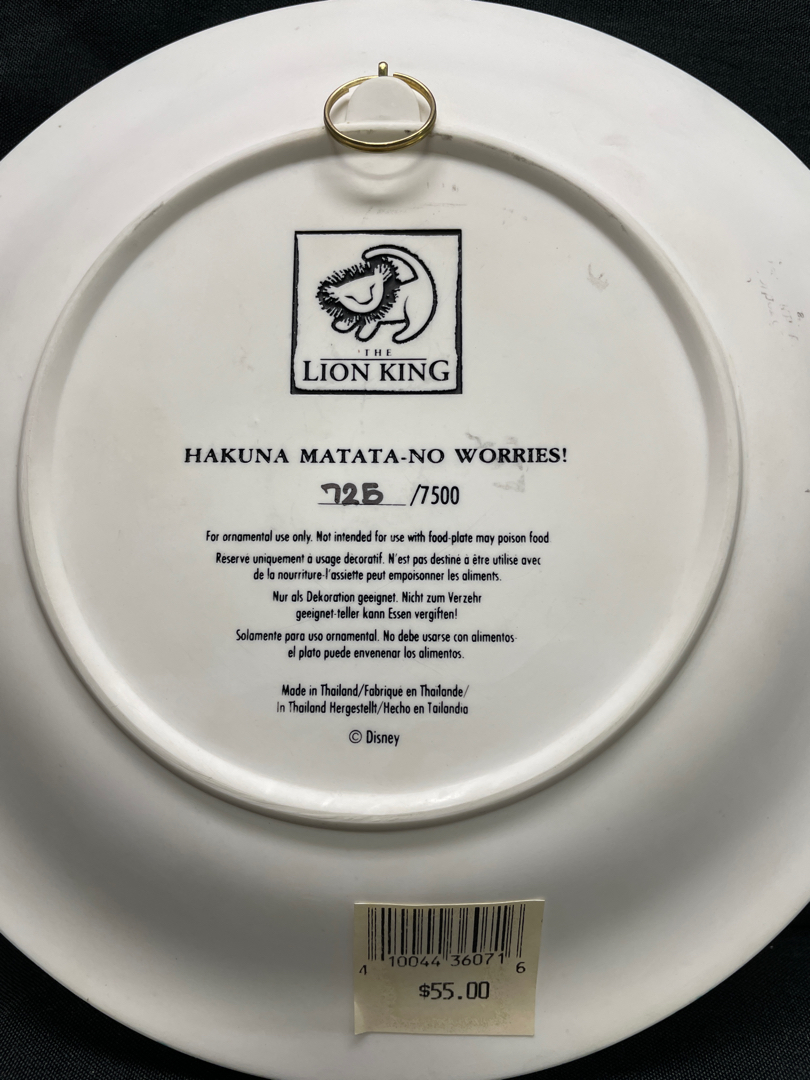 THE
LION KING
HAKUNA MATATA-NO WORRIES!
725 /7500
For ornamental use only. Not intended for use with food-plate may poison food
Réservé uniquement à usage décoratif. N'est pas destiné à être utilisé avec
de la nourriture-l'assiette peut empoisonner les aliments.
Nur als Dekoration geeignet. Nicht zum Verzehr
geeignet-teller kann Essen vergiften!
Solamente para uso ornamental. No debe usarse con alimentos-
el plato puede envenenar los alimentos.
Made in Thailand/Fabriqué en Thailande/
In Thailand Hergestellt/Hecho en Tailandia
© Disney
4 10044 36071 6
$55.00